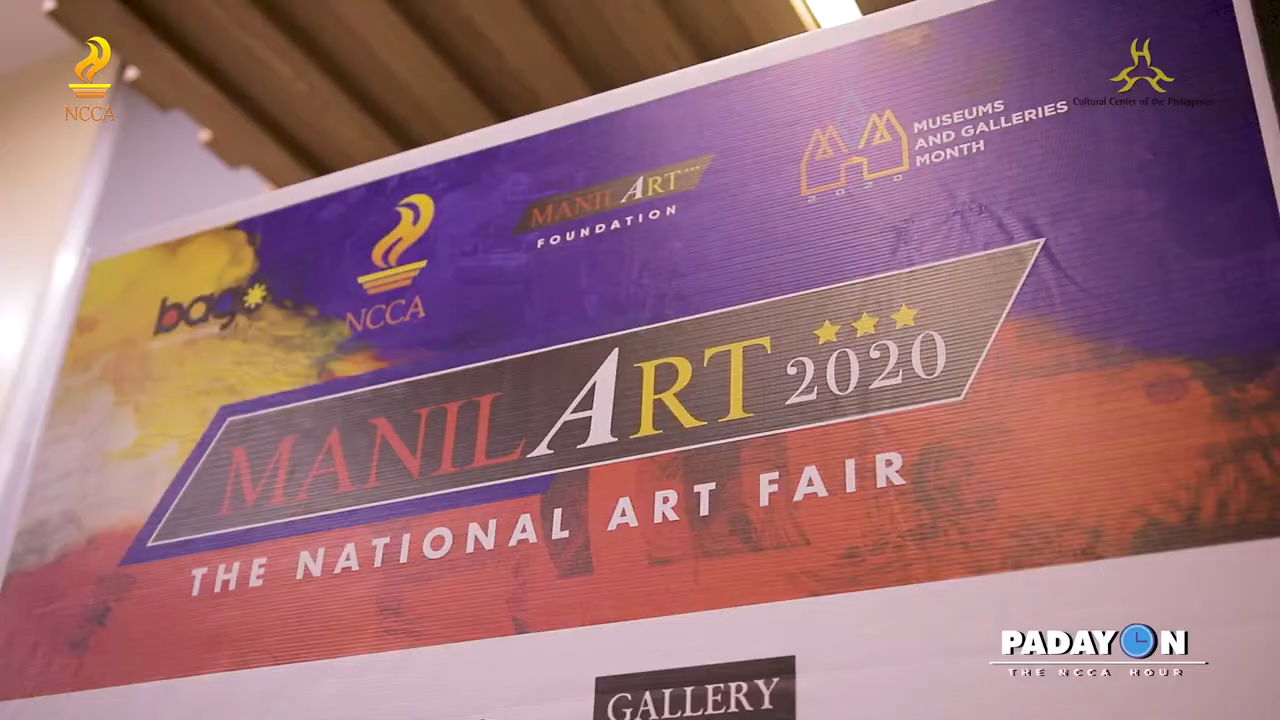 NCCA
Cultural Center of the Philippines
MUSEUMS
AND GALLERIES
MONTH
2020
MANILART
FOUNDATION
bago
NCCA
MANILART 2020
THE NATIONAL ART FAIR
PADAYON
THE NCCA HOUR
GALLERY